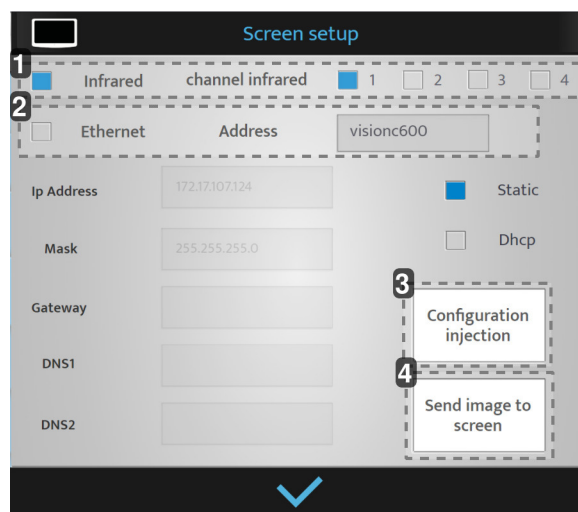 Screen setup
1
Infrared channel infrared 1 2 3 4
2
Ethernet Address visionc600
Ip Address 172.17.107.124 Static
Mask 255.255.255.0 Dhcp
3
Gateway
Configuration
injection
DNS1
4
Send image to
screen
DNS2